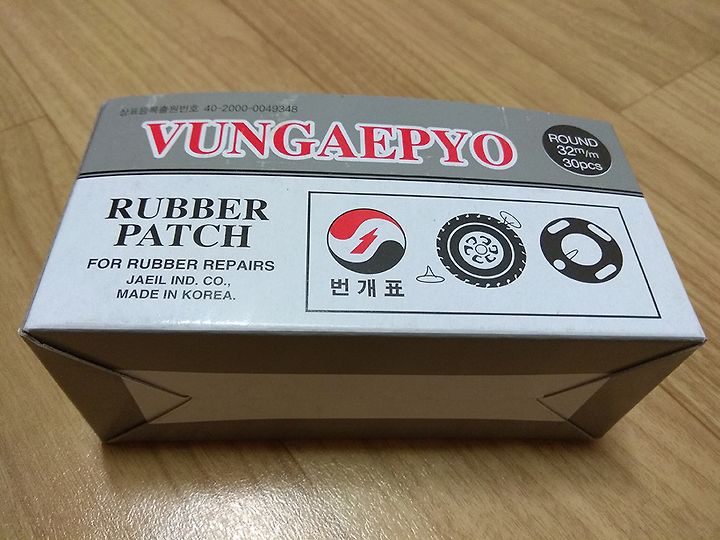 상표등록출원번호 40-2000-0049348
VUNGAEPYO
ROUND
32m/m
30pcs
RUBBER
PATCH
FOR RUBBER REPAIRS
JAEIL IND. CO.,
MADE IN KOREA.
번개표